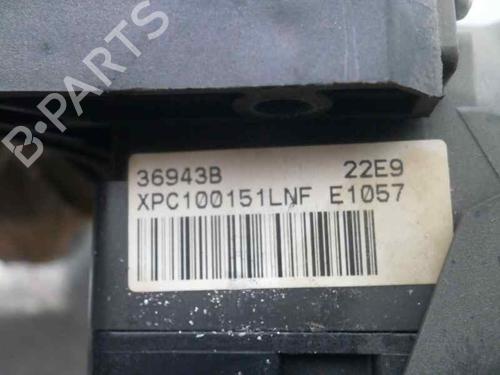 B-PARTS
36943B 22E9
XPC100151LNF E1057